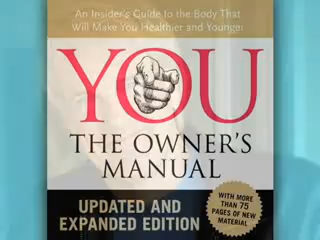 An Insider's Guide to the Body That
Will Make You Healthier and Younger
YOU
THE OWNER'S
MANUAL
UPDATED AND
EXPANDED EDITION
WITH MORE
THAN 75
PAGES OF NEW
MATERIAL